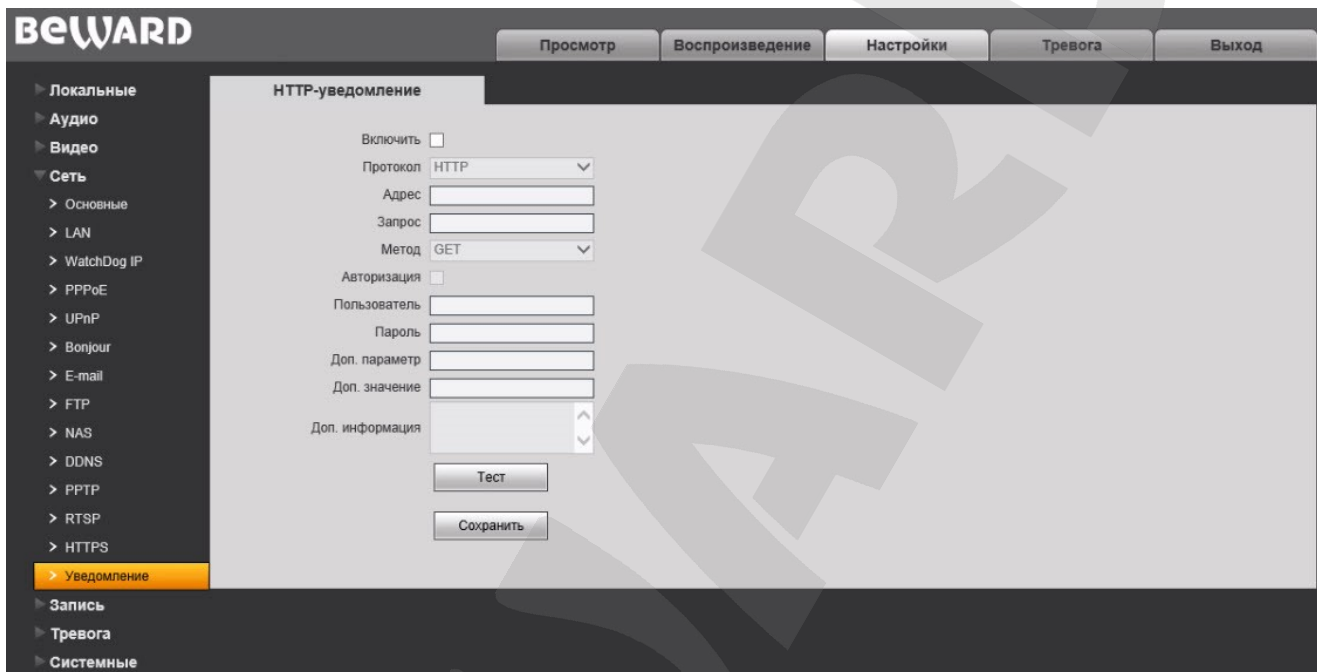 BEWARD
Просмотр Воспроизведение Настройки Тревога Выход
Локальные
Аудио
Видео
Сеть
Основные
LAN
WatchDog IP
PPPoE
UPnP
Bonjour
E-mail
FTP
NAS
DDNS
PPTP
RTSP
HTTPS
Уведомление
Запись
Тревога
Системные
HTTP-уведомление
Включить
Протокол HTTP
Адрес
Запрос
Метод GET
Авторизация
Пользователь
Пароль
Доп. параметр
Доп. значение
Доп. информация
Тест
Сохранить